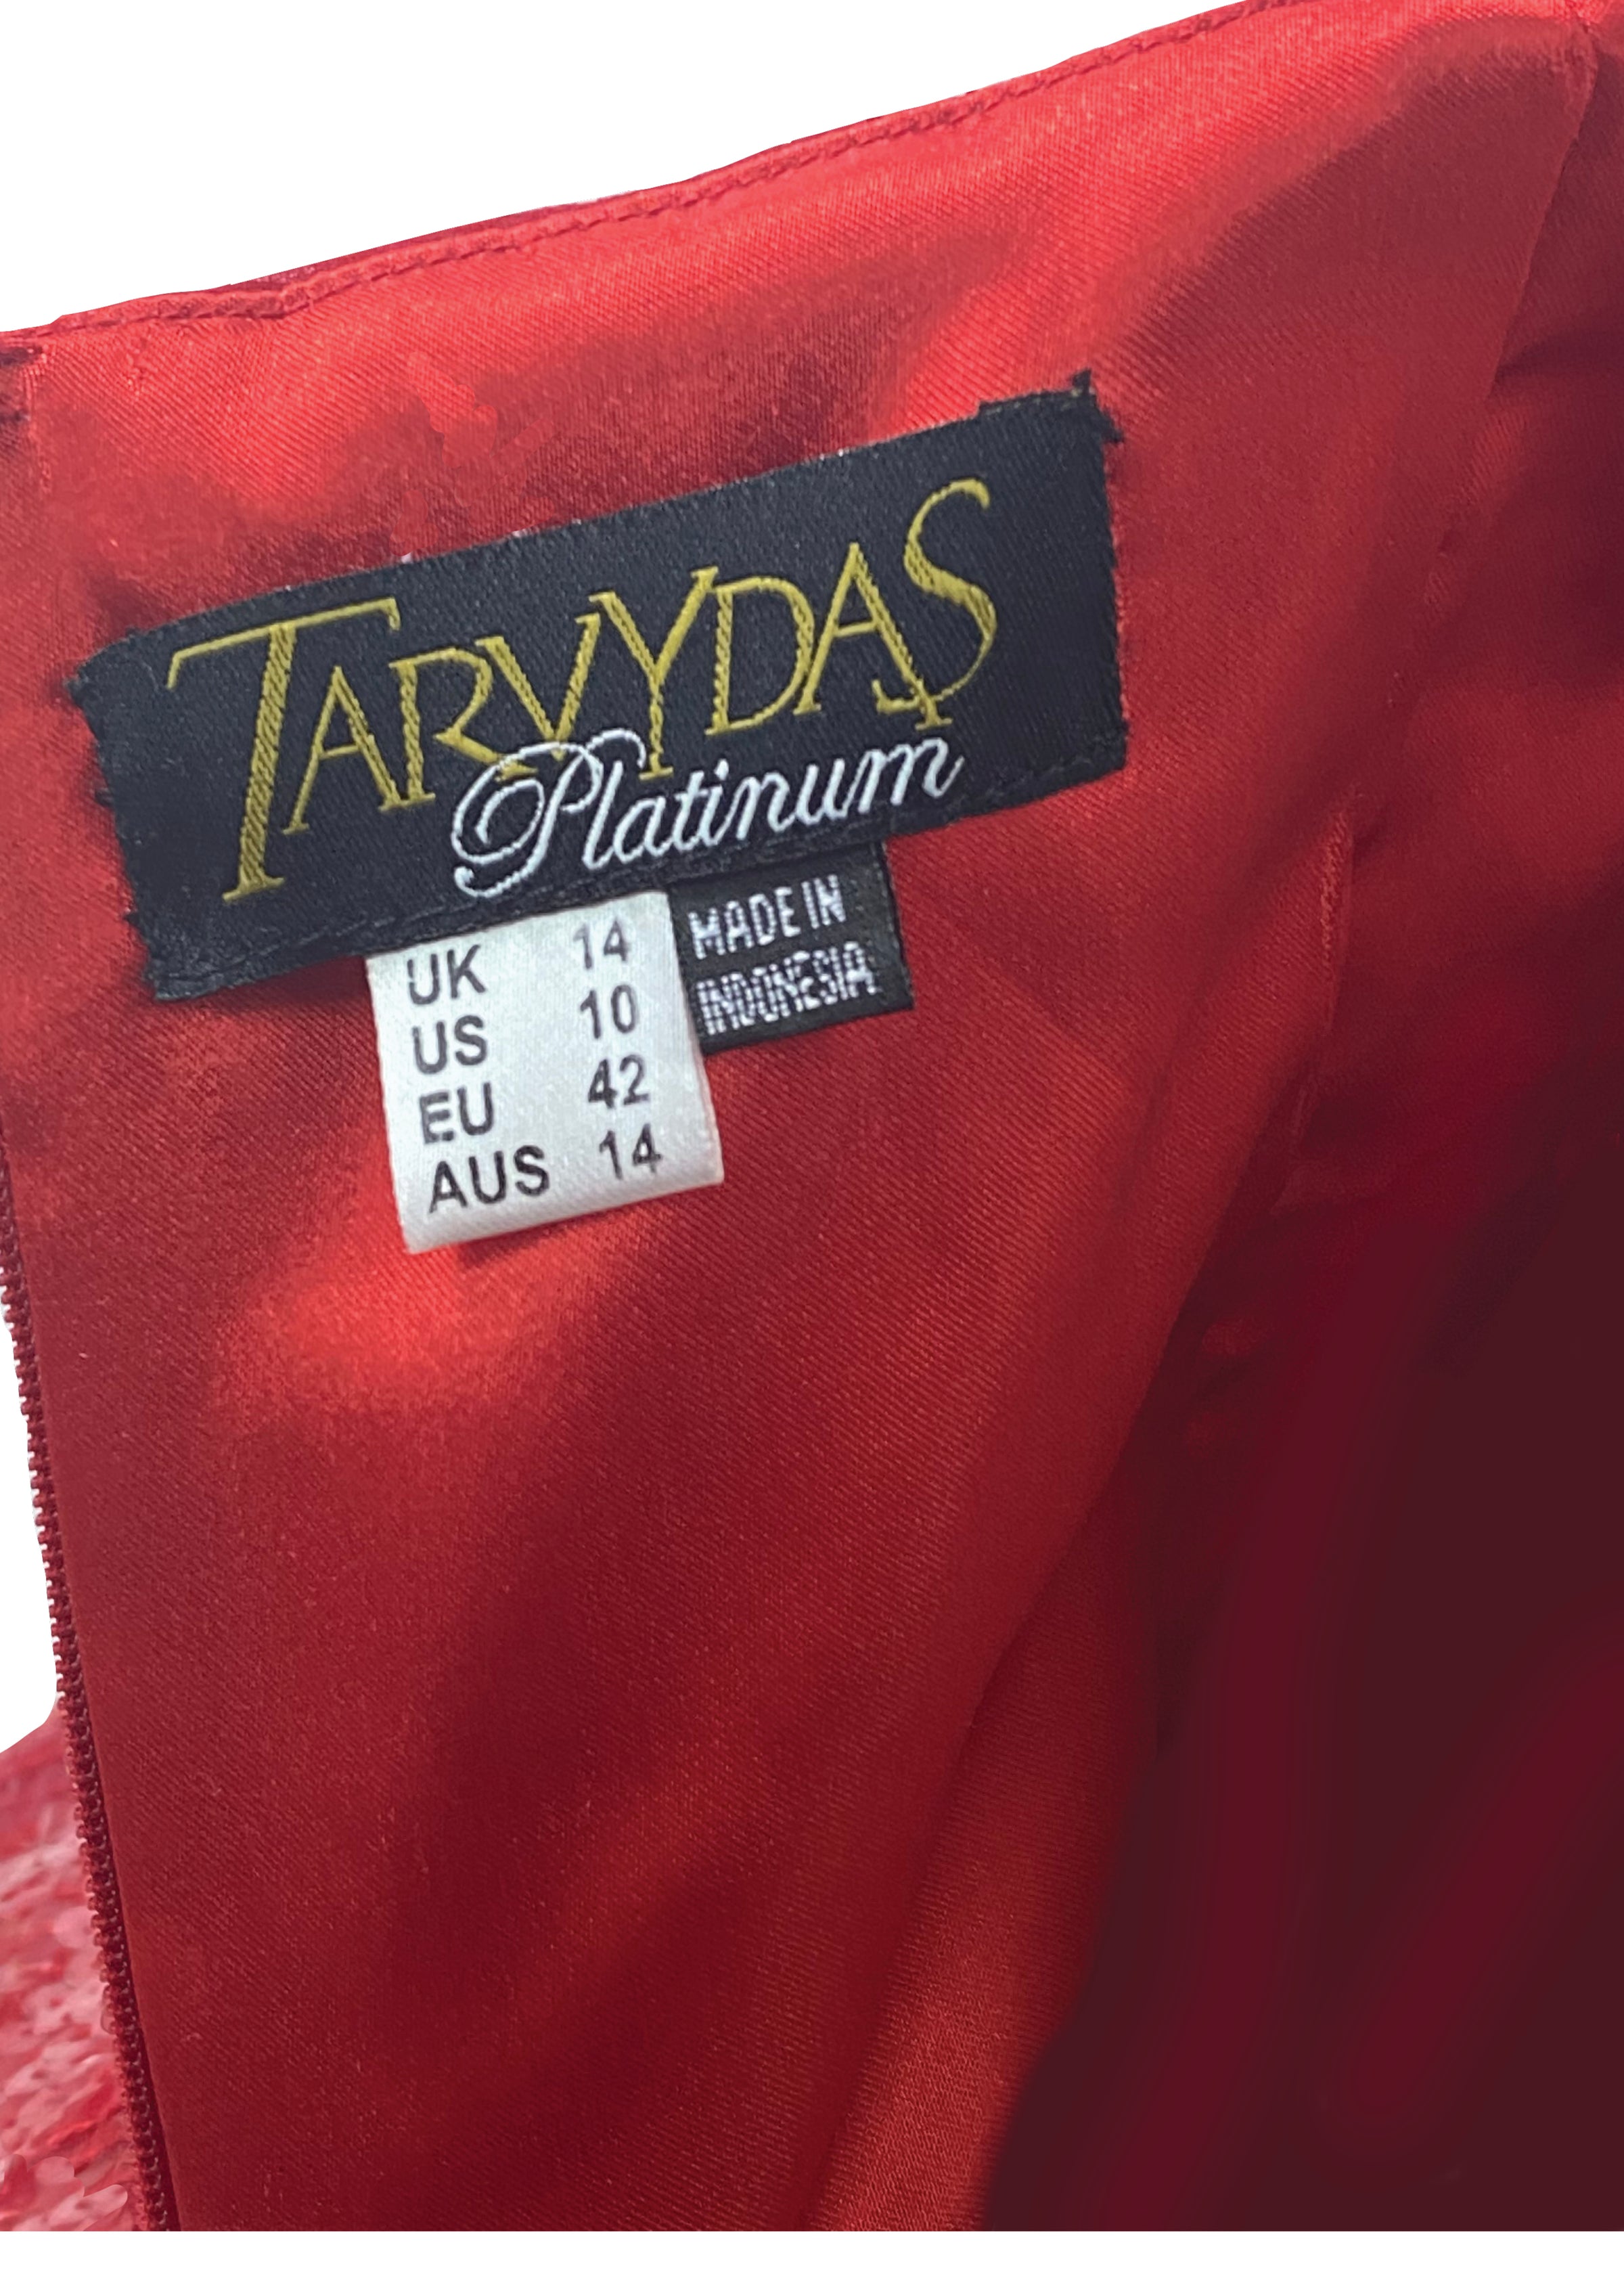 TARVYDAS
Platinum
UK 14
US 10
EU 42
AUS 14
MADE IN
INDONESIA